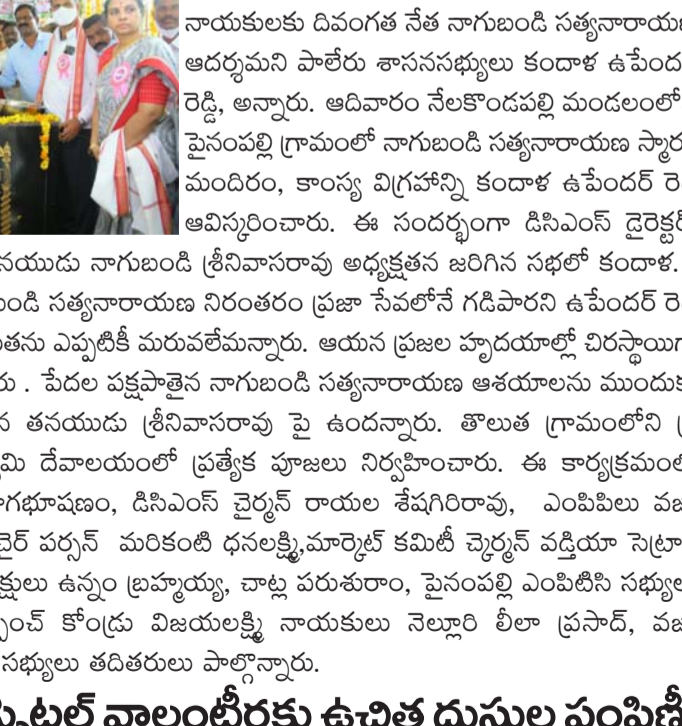 నాయకులకు దివంగత నేత నాగుబండి సత్యనారాయణ
ఆదర్శమని పాలేరు శాసనసభ్యులు కందాళ ఉపేంద
రెడ్డి, అన్నారు. ఆదివారం నేలకొండపల్లి మండలంలో
పైనంపల్లి గ్రామంలో నాగుబండి సత్యనారాయణ స్మార
మందిరం, కాంస్య విగ్రహాన్ని కందాళ ఉపేందర్ రె
ఆవిస్కరించారు. ఈ సందర్భంగా డిసిఎంస్ డైరెక్టర్
నయుడు నాగుబండి శ్రీనివాసరావు అధ్యక్షతన జరిగిన సభలో కందాళ.
ండి సత్యనారాయణ నిరంతరం ప్రజా సేవలోనే గడిపారని ఉపేందర్ రె
తను ఎప్పటికీ మరువలేమన్నారు. ఆయన ప్రజల హృదయాల్లో చిరస్థాయిగ
రు . పేదల పక్షపాతైన నాగుబండి సత్యనారాయణ ఆశయాలను ముందుక
న తనయుడు శ్రీనివాసరావు పై ఉందన్నారు. తొలుత గ్రామంలోని
మి దేవాలయంలో ప్రత్యేక పూజలు నిర్వహించారు. ఈ కార్యక్రమంల
గభూషణం, డిసిఎంస్ చైర్మన్ రాయల శేషగిరిరావు, ఎంపిపిలు వజ
చైర్ పర్సన్ మరికంటి ధనలక్ష్మి,మార్కెట్ కమిటీ చ్కెర్మన్ వడ్తియా సెట్రా
క్షులు ఉన్నం బ్రహ్మయ్య, చాట్ల పరుశురాం, పైనంపల్లి ఎంపిటిసి సభ్యుల
ంచ్ కోండ్రు విజయలక్ష్మి నాయకులు నెల్లూరి లీలా ప్రసాద్, వజ
సభ్యులు తదితరులు పాల్గొన్నారు.
వాలంటీర్లకు ఉచిత దుస్తుల పంపిణీ